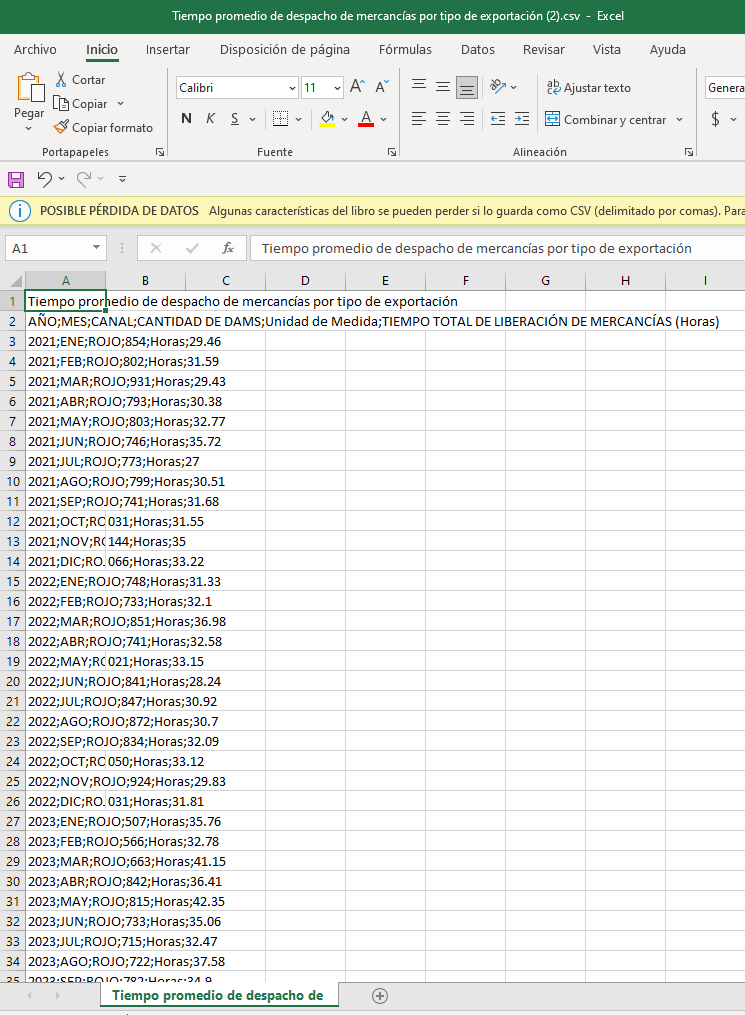 Tiempo promedio de despacho de mercancías por tipo de exportación (2).csv - Excel
Archivo Inicio Insertar Disposición de página Fórmulas Datos Revisar Vista Ayuda
Pegar
Cortar
Copiar
Copiar formato
Portapapeles
Calibri 11 A A
N K S A
Fuente
ab Ajustar texto
Combinar y centrar
Alineación
Genera
$
POSIBLE PÉRDIDA DE DATOS Algunas características del libro se pueden perder si lo guarda como CSV (delimitado por comas). Para
A1 fx Tiempo promedio de despacho de mercancías por tipo de exportación
A B C D E F G H I
1 Tiempo promedio de despacho de mercancías por tipo de exportación
2 AÑO;MES;CANAL;CANTIDAD DE DAMS;Unidad de Medida;TIEMPO TOTAL DE LIBERACIÓN DE MERCANCÍAS (Horas)
3 2021;ENE;ROJO;854;Horas;29.46
4 2021;FEB;ROJO;802;Horas;31.59
5 2021;MAR;ROJO;931;Horas;29.43
6 2021;ABR;ROJO;793;Horas;30.38
7 2021;MAY;ROJO;803;Horas;32.77
8 2021;JUN;ROJO;746;Horas;35.72
9 2021;JUL;ROJO;773;Horas;27
10 2021;AGO;ROJO;799;Horas;30.51
11 2021;SEP;ROJO;741;Horas;31.68
12 2021;OCT;RO 031;Horas;31.55
13 2021;NOV;RO 144;Horas;35
14 2021;DIC;RO. 066;Horas;33.22
15 2022;ENE;ROJO;748;Horas;31.33
16 2022;FEB;ROJO;733;Horas;32.1
17 2022;MAR;ROJO;851;Horas;36.98
18 2022;ABR;ROJO;741;Horas;32.58
19 2022;MAY;RO 021;Horas;33.15
20 2022;JUN;ROJO;841;Horas;28.24
21 2022;JUL;ROJO;847;Horas;30.92
22 2022;AGO;ROJO;872;Horas;30.7
23 2022;SEP;ROJO;834;Horas;32.09
24 2022;OCT;RO 050;Horas;33.12
25 2022;NOV;ROJO;924;Horas;29.83
26 2022;DIC;RO. 031;Horas;31.81
27 2023;ENE;ROJO;507;Horas;35.76
28 2023;FEB;ROJO;566;Horas;32.78
29 2023;MAR;ROJO;663;Horas;41.15
30 2023;ABR;ROJO;842;Horas;36.41
31 2023;MAY;ROJO;815;Horas;42.35
32 2023;JUN;ROJO;733;Horas;35.06
33 2023;JUL;ROJO;715;Horas;32.47
34 2023;AGO;ROJO;722;Horas;37.58
35 2023;SEP;ROJO;782;Horas;34.9
Tiempo promedio de despacho de